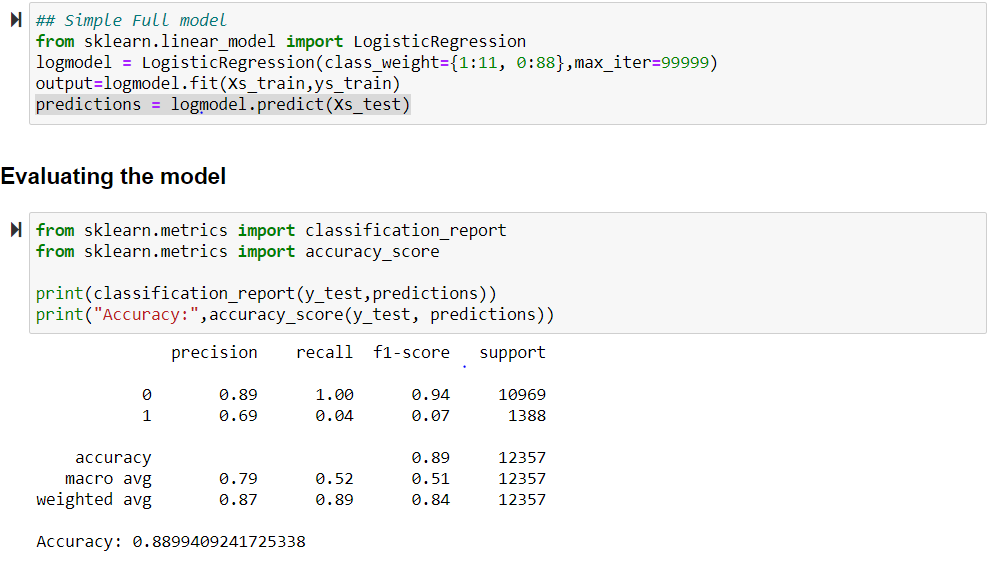 ## Simple Full model
from sklearn.linear_model import LogisticRegression
logmodel = LogisticRegression(class_weight={1:11, 0:88},max_iter=99999)
output=logmodel.fit(Xs_train,ys_train)
predictions = logmodel.predict(Xs_test)
Evaluating the model
from sklearn.metrics import classification_report
from sklearn.metrics import accuracy_score
print(classification_report(y_test,predictions))
print("Accuracy:",accuracy_score(y_test, predictions))
precision recall f1-score support
0 0.89 1.00 0.94 10969
1 0.69 0.04 0.07 1388
accuracy 0.89 12357
macro avg 0.79 0.52 0.51 12357
weighted avg 0.87 0.89 0.84 12357
Accuracy: 0.8899409241725338